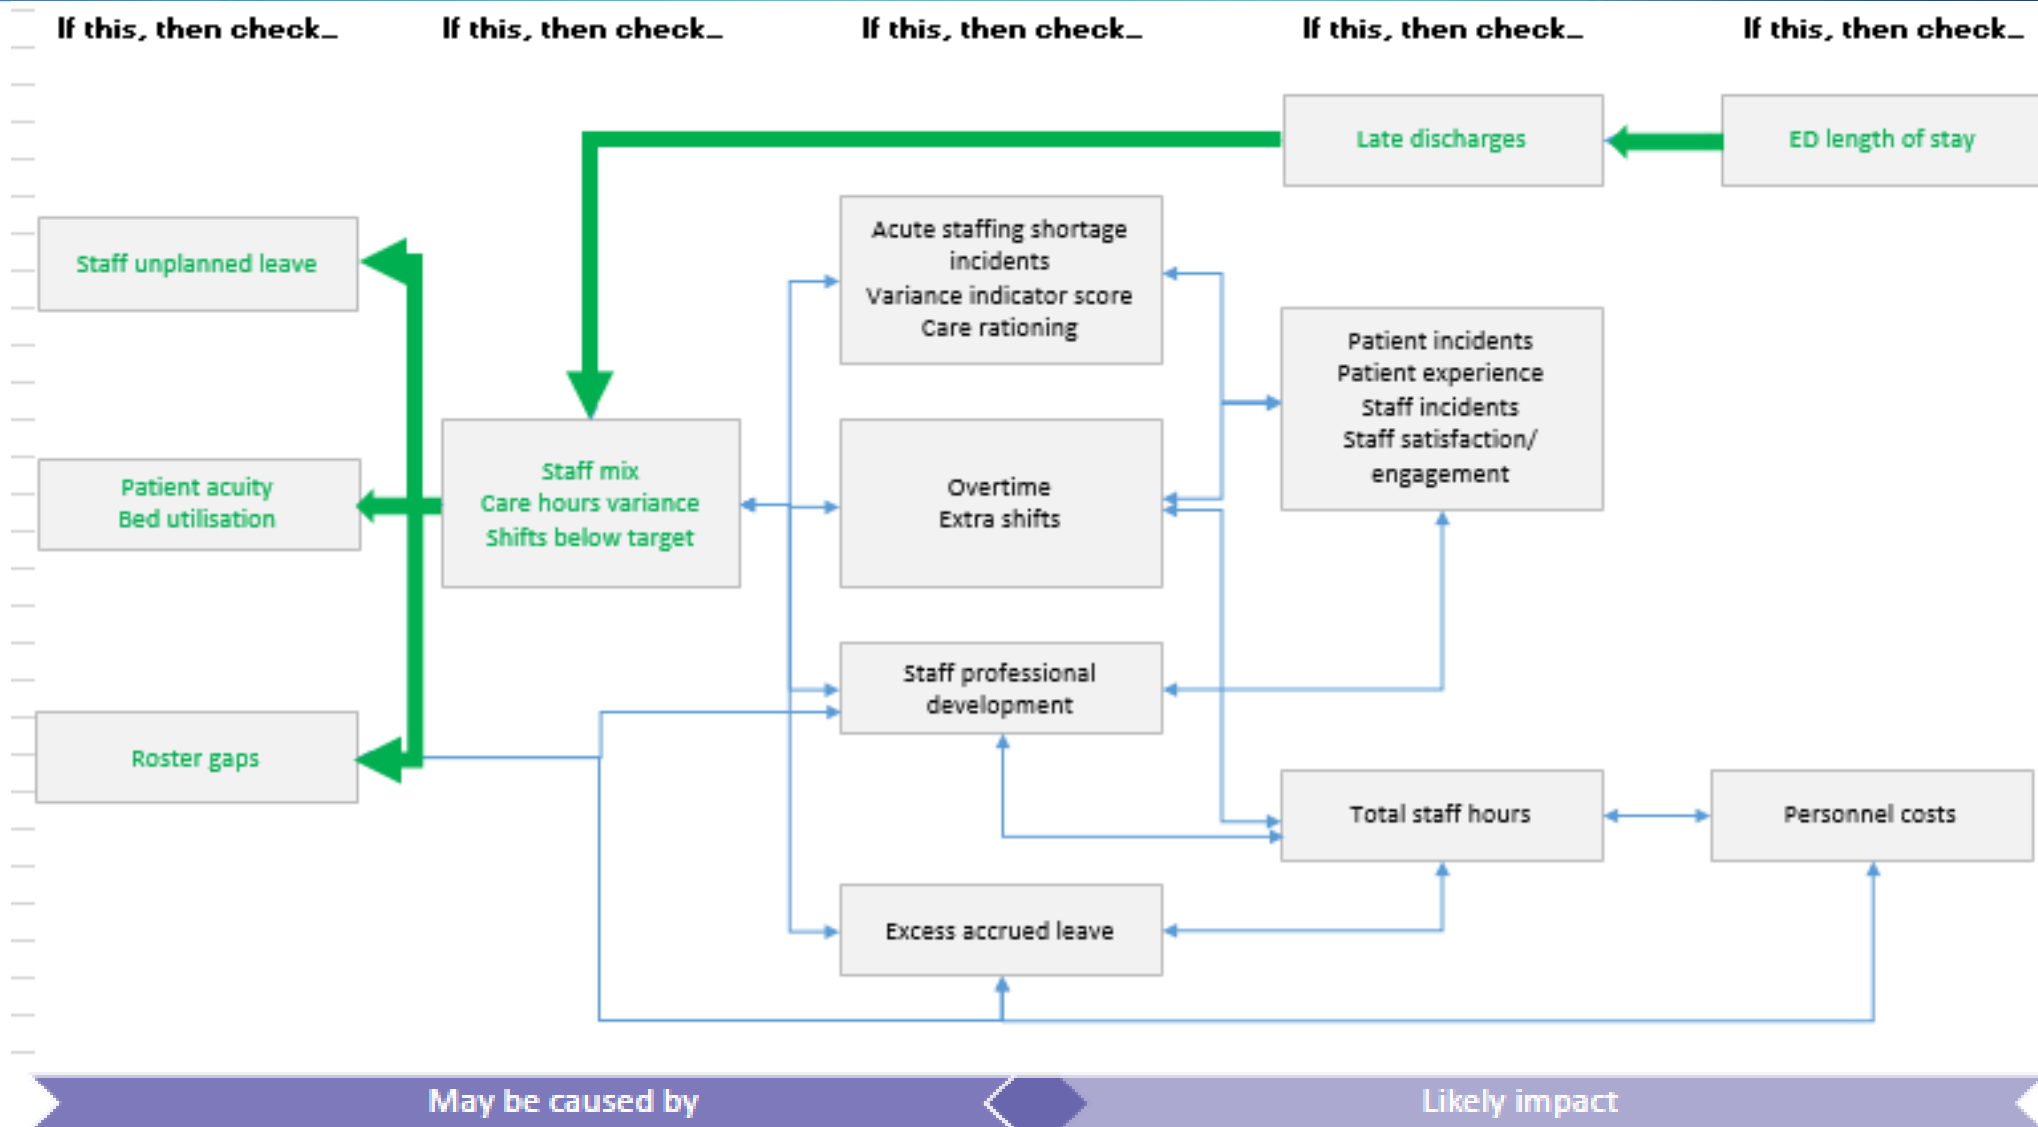 If this, then check...
If this, then check...
If this, then check...
If this, then check...
If this, then check...
Late discharges
ED length of stay
Staff unplanned leave
Acute staffing shortage
incidents
Variance indicator score
Care rationing
Patient incidents
Patient experience
Staff incidents
Staff satisfaction/
engagement
Patient acuity
Bed utilisation
Staff mix
Care hours variance
Shifts below target
Overtime
Extra shifts
Staff professional
development
Roster gaps
Total staff hours
Personnel costs
Excess accrued leave
May be caused by
Likely impact